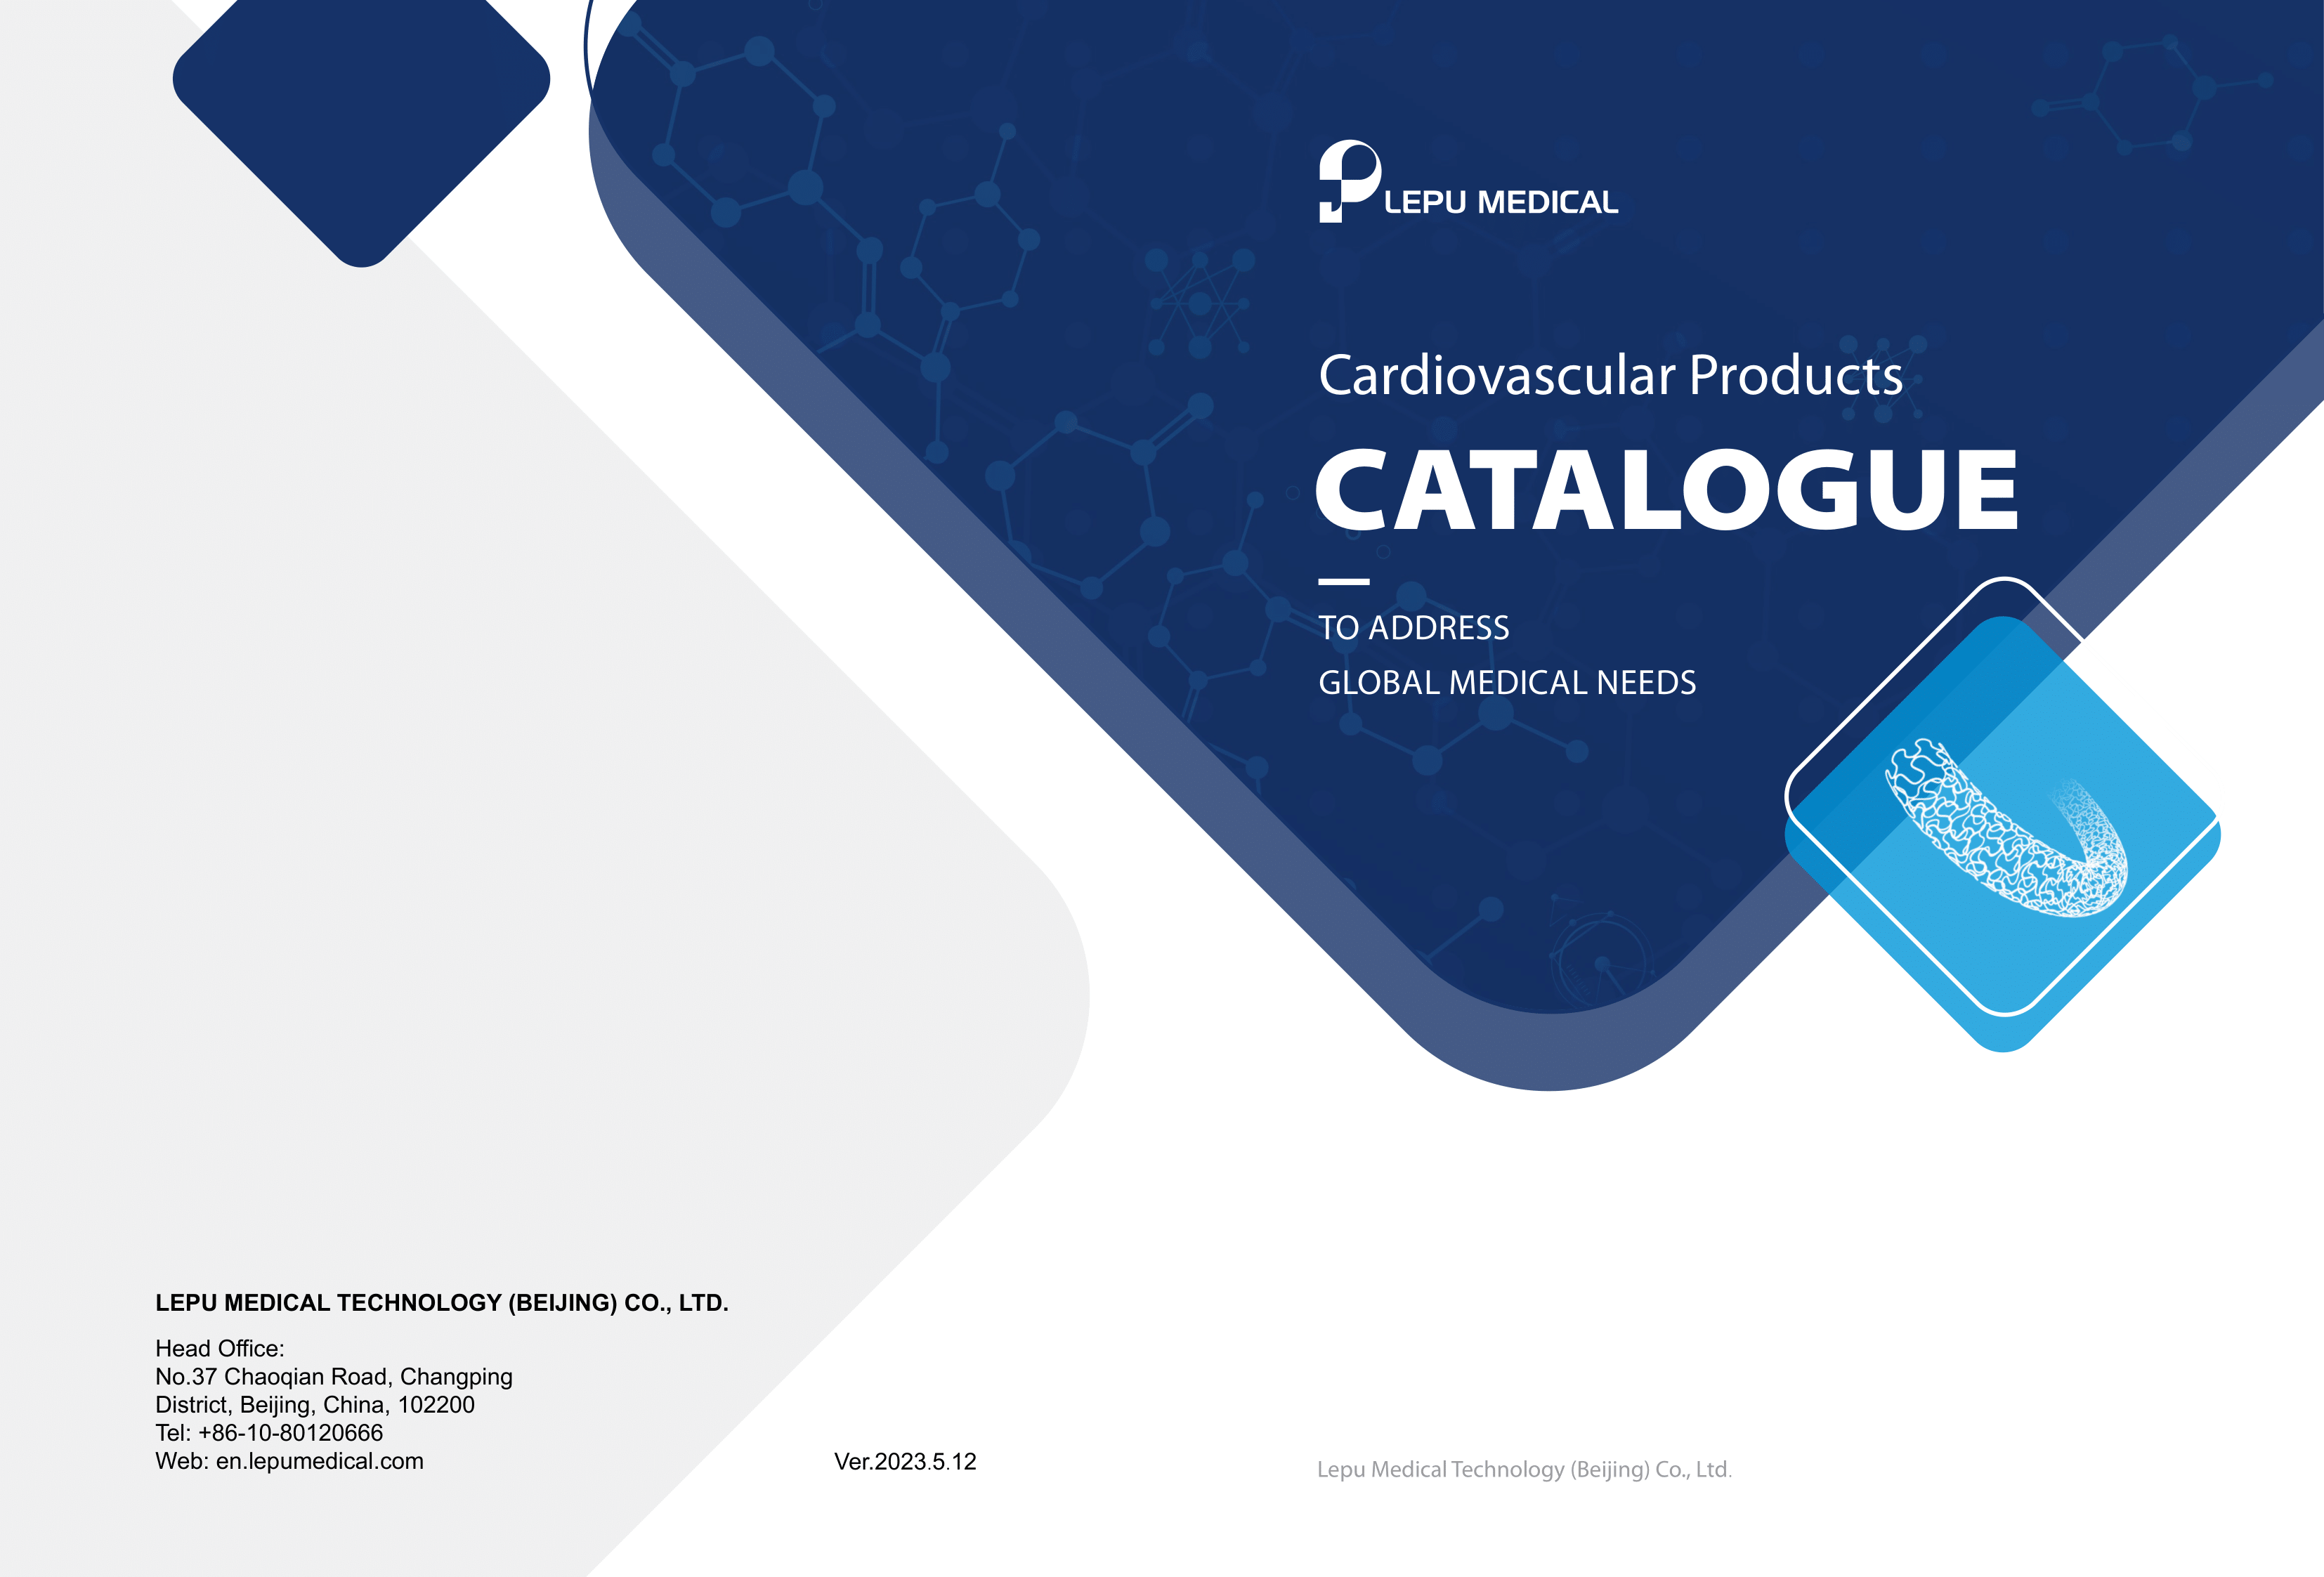 LEPU MEDICAL
Cardiovascular Products
CATALOGUE
TO ADDRESS
GLOBAL MEDICAL NEEDS
LEPU MEDICAL TECHNOLOGY (BEIJING) CO., LTD.
Head Office:
No.37 Chaoqian Road, Changping
District, Beijing, China, 102200
Tel: +86-10-80120666
Web: en.lepumedical.com
Ver.2023.5.12
Lepu Medical Technology (Beijing) Co., Ltd.